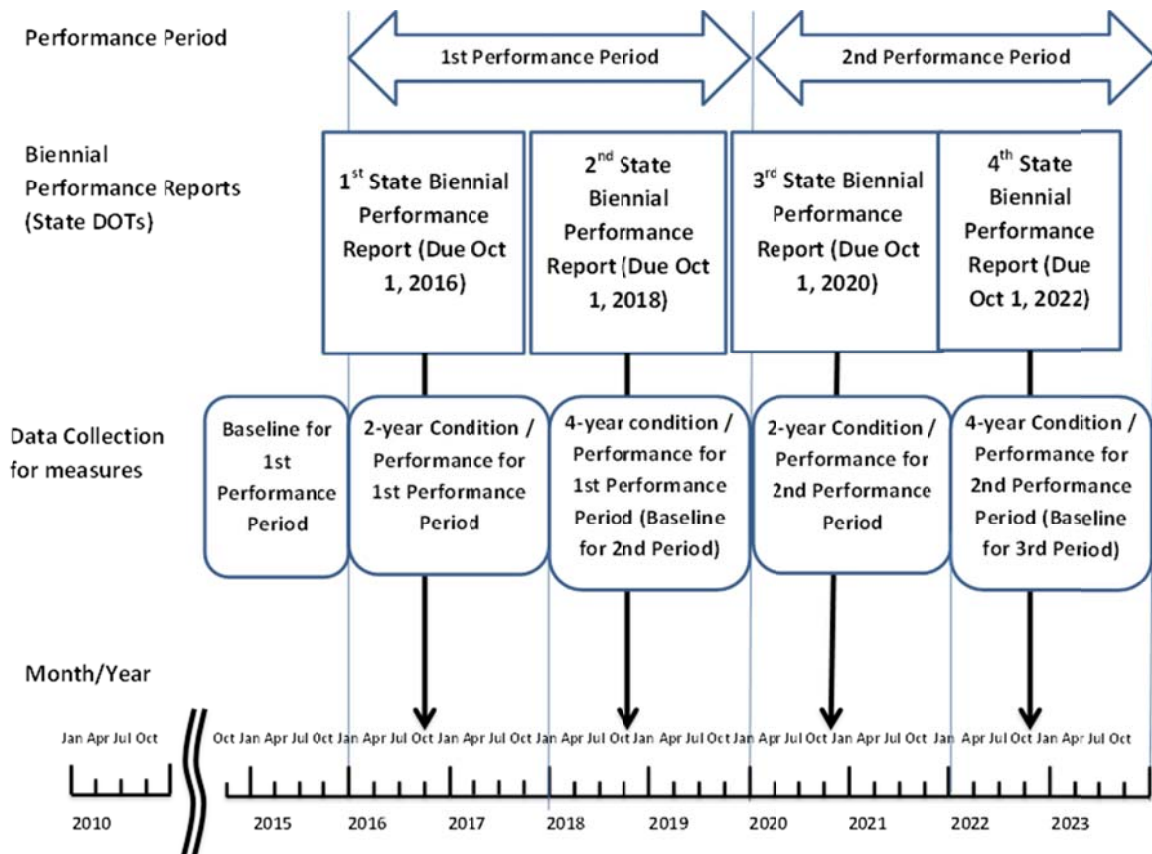 Performance Period
1st Performance Period
2nd Performance Period
Biennial
Performance Reports
(State DOTs)
1st State Biennial
Performance
Report (Due Oct
1, 2016)
2nd State
Biennial
Performance
Report (Due Oct
1, 2018)
3rd State Biennial
Performance
Report (Due Oct
1, 2020)
4th State
Biennial
Performance
Report (Due
Oct 1, 2022)
Data Collection
for measures
Baseline for
1st
Performance
Period
2-year Condition /
Performance for
1st Performance
Period
4-year condition /
Performance for
1st Performance
Period (Baseline
for 2nd Period)
2-year Condition /
Performance for
2nd Performance
Period
4-year Condition /
Performance for
2nd Performance
Period (Baseline
for 3rd Period)
Month/Year
Jan Apr Jul Oct Oct Jan Apr Jul Oct Jan Apr Jul Oct Jan Apr Jul Oct Jan Apr Jul Oct Jan Apr Jul Oct Jan Apr Jul Oct Jan Apr Jul Oct Jan Apr Jul Oct Jan Apr Jul Oct
2010 2015 2016 2017 2018 2019 2020 2021 2022 2023